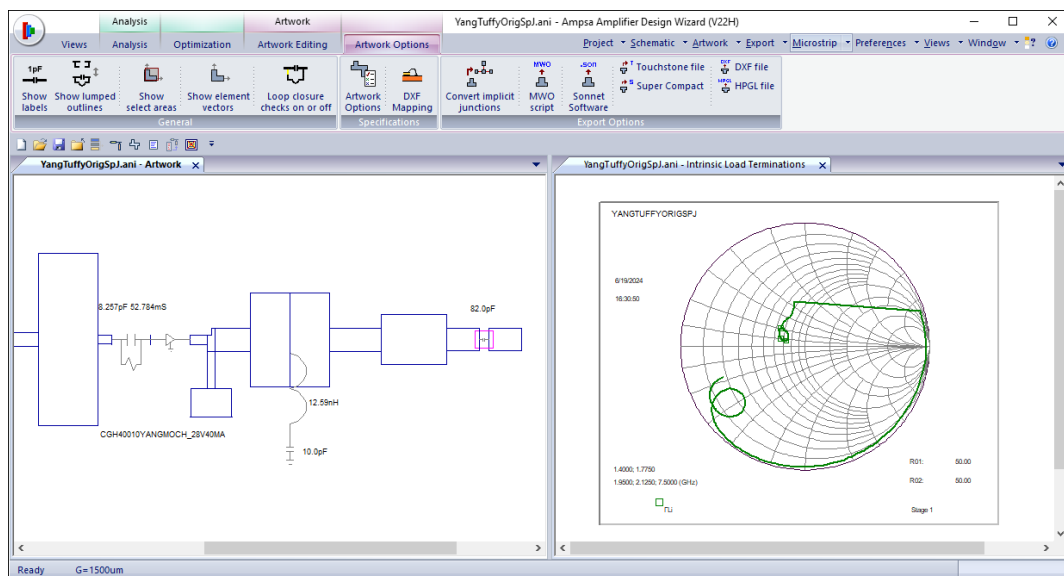 YangTuffyOrigSpJ.ani - Ampsa Amplifier Design Wizard (V22H)
Analysis
Artwork
Views
Analysis
Optimization
Artwork Editing
Artwork Options
Project
Schematic
Artwork
Export
Microstrip
Preferences
Views
Window
1pF
Show labels
Show lumped outlines
Show select areas
Show element vectors
Loop closure checks on or off
General
Artwork Options
DXF Mapping
Specifications
Convert implicit junctions
MWO
MWO script
.son
Sonnet Software
T Touchstone file
S Super Compact
DXF DXF file
HPGL HPGL file
Export Options
YangTuffyOrigSpJ.ani - Artwork
YangTuffyOrigSpJ.ani - Intrinsic Load Terminations
8.257pF 52.784mS
82.0pF
12.59nH
CGH40010YANGMOCH_28V40MA
10.0pF
YANGTUFFYORIGSPJ
6/19/2024
16:30:50
1.4000; 1.7750
1.9500; 2.1250; 7.5000 (GHz)
ΓLi
R01: 50.00
R02: 50.00
Stage 1
Ready G=1500um